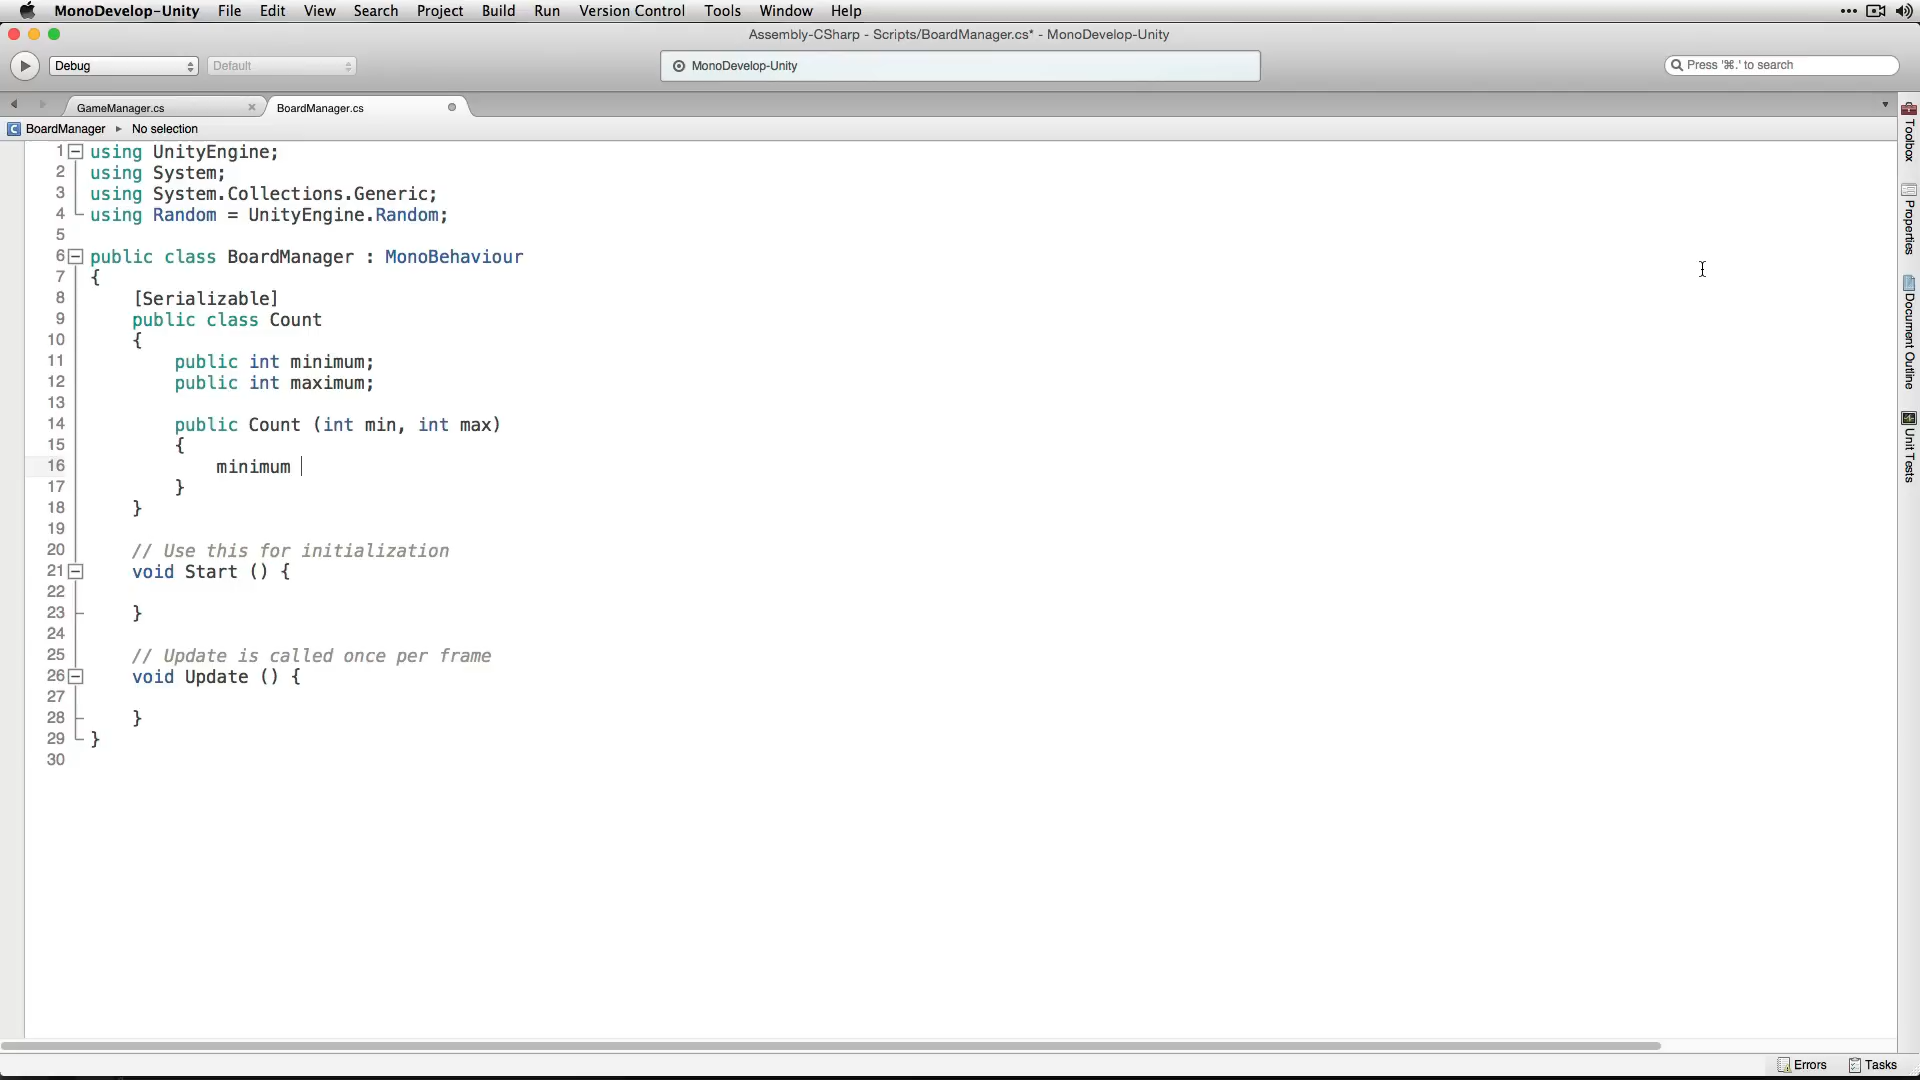 MonoDevelop-Unity File Edit View Search Project Build Run Version Control Tools Window Help
Assembly-CSharp - Scripts/BoardManager.cs* - MonoDevelop-Unity
Debug Default MonoDevelop-Unity Press '⌘.' to search
GameManager.cs BoardManager.cs
BoardManager No selection
1 using UnityEngine;
2 using System;
3 using System.Collections.Generic;
4 using Random = UnityEngine.Random;
5
6 public class BoardManager : MonoBehaviour
7 {
8 [Serializable]
9 public class Count
10 {
11 public int minimum;
12 public int maximum;
13
14 public Count (int min, int max)
15 {
16 minimum
17 }
18 }
19
20 // Use this for initialization
21 void Start () {
22
23 }
24
25 // Update is called once per frame
26 void Update () {
27
28 }
29 }
30
Toolbox
Properties
Document Outline
Unit Tests
Errors Tasks